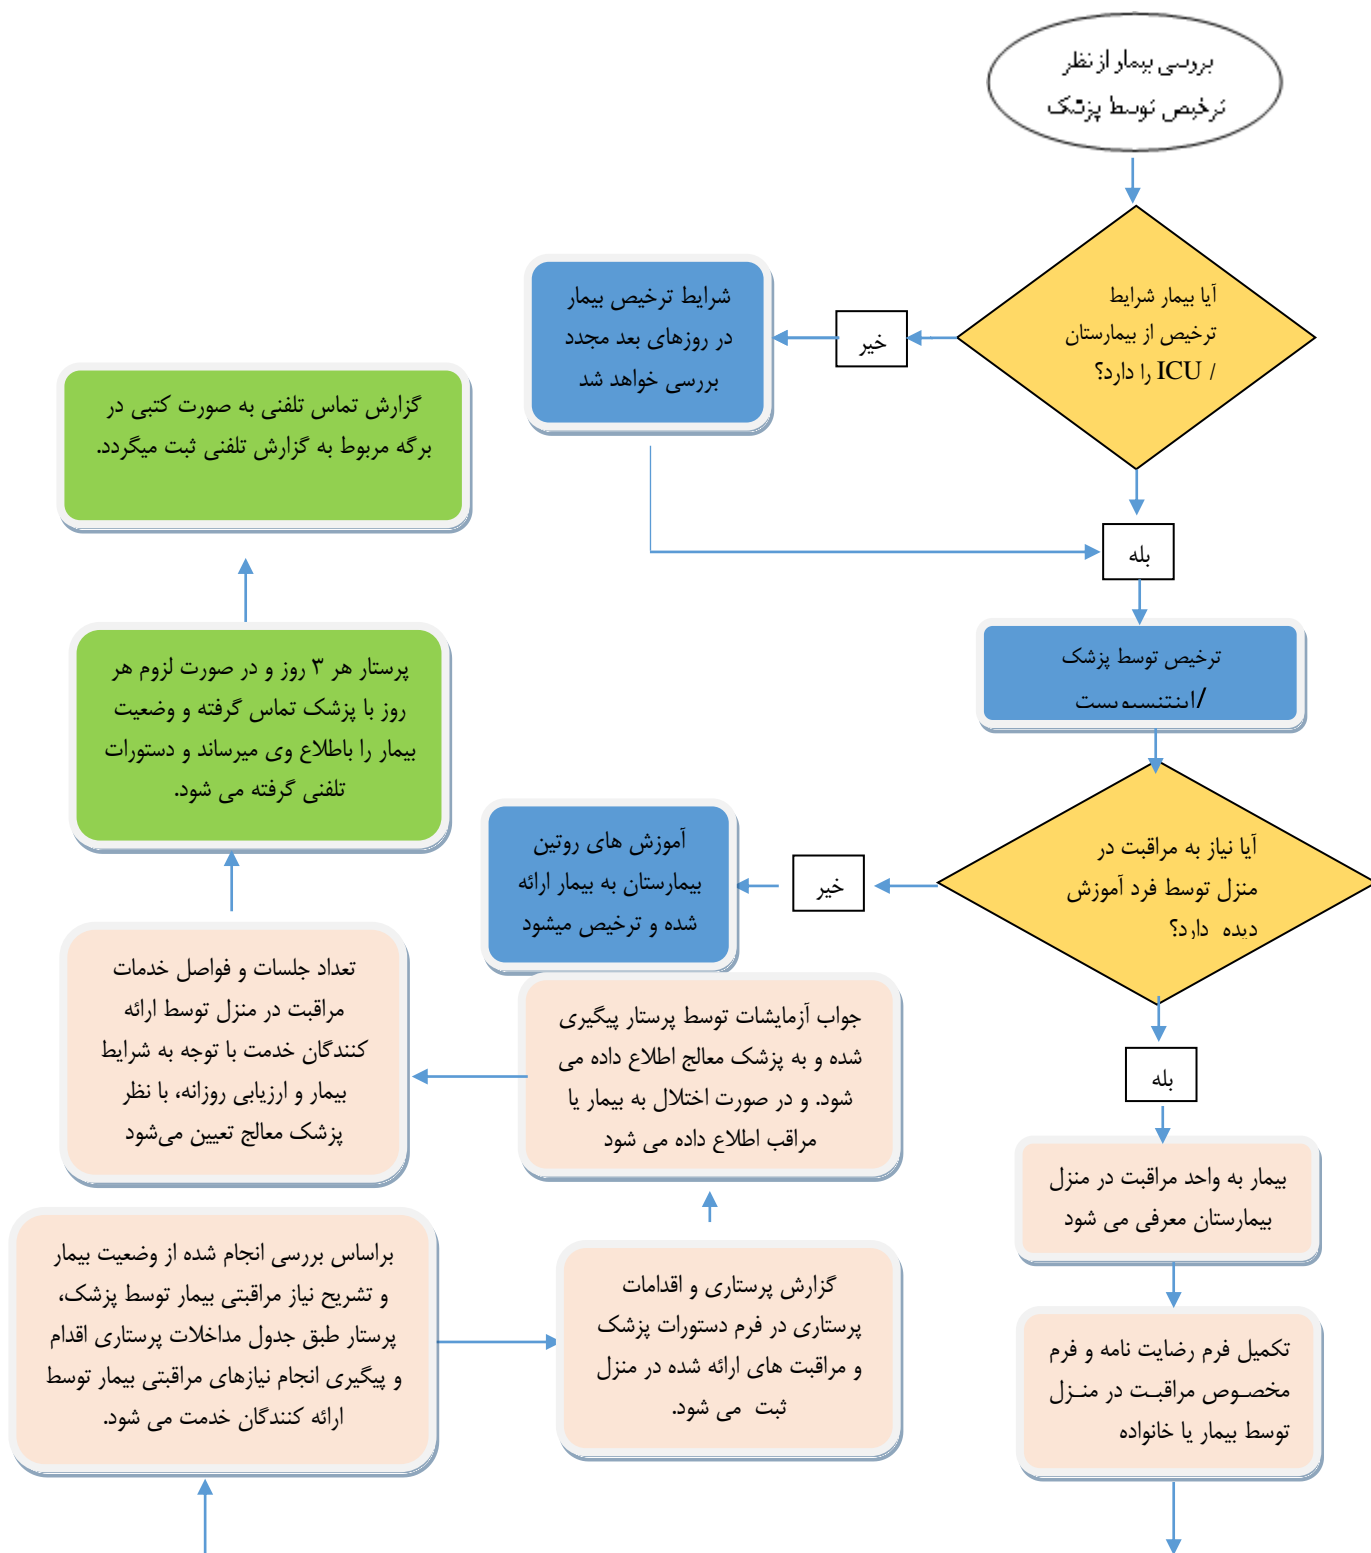 بررسی بیمار از نظر
ترخیص توسط پزشک
آیا بیمار شرایط
ترخیص از بیمارستان
/ ICU را دارد؟
خیر
شرایط ترخیص بیمار
در روزهای بعد مجدد
بررسی خواهد شد
بله
ترخیص توسط پزشک
/اینتنسیویست
آیا نیاز به مراقبت در
منزل توسط فرد آموزش
دیده دارد؟
خیر
آموزش های روتین
بیمارستان به بیمار ارائه
شده و ترخیص میشود
بله
بیمار به واحد مراقبت در منزل
بیمارستان معرفی می شود
تکمیل فرم رضایت نامه و فرم
مخصوص مراقبت در منزل
توسط بیمار یا خانواده
براساس بررسی انجام شده از وضعیت بیمار
و تشریح نیاز مراقبتی بیمار توسط پزشک،
پرستار طبق جدول مداخلات پرستاری اقدام
و پیگیری انجام نیازهای مراقبتی بیمار توسط
ارائه کنندگان خدمت می شود.
گزارش پرستاری و اقدامات
پرستاری در فرم دستورات پزشک
و مراقبت های ارائه شده در منزل
ثبت می شود.
جواب آزمایشات توسط پرستار پیگیری
شده و به پزشک معالج اطلاع داده می
شود. و در صورت اختلال به بیمار یا
مراقب اطلاع داده می شود
تعداد جلسات و فواصل خدمات
مراقبت در منزل توسط ارائه
کنندگان خدمت با توجه به شرایط
بیمار و ارزیابی روزانه، با نظر
پزشک معالج تعیین می‌شود
پرستار هر ۳ روز و در صورت لزوم هر
روز با پزشک تماس گرفته و وضعیت
بیمار را باطلاع وی میرساند و دستورات
تلفنی گرفته می شود.
گزارش تماس تلفنی به صورت کتبی در
برگه مربوط به گزارش تلفنی ثبت میگردد.